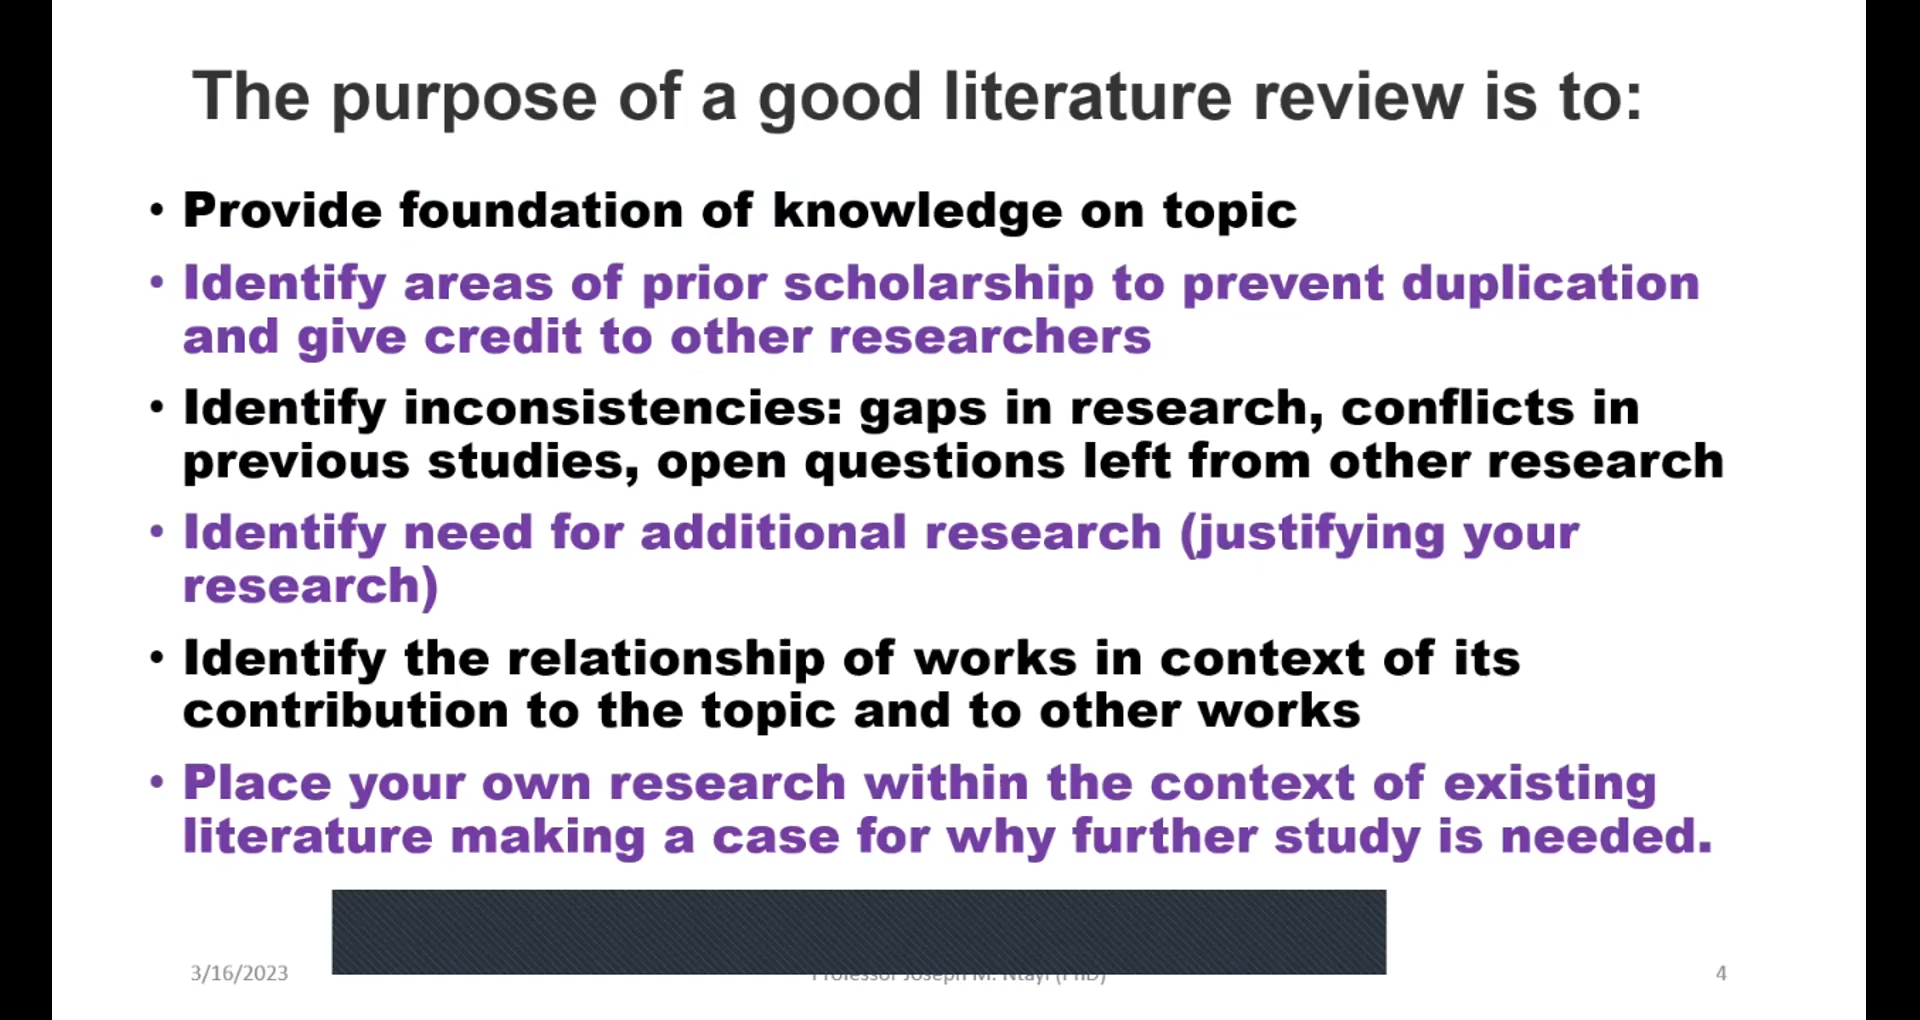 The purpose of a good literature review is to:
• Provide foundation of knowledge on topic
• Identify areas of prior scholarship to prevent duplication
and give credit to other researchers
• Identify inconsistencies: gaps in research, conflicts in
previous studies, open questions left from other research
• Identify need for additional research (justifying your
research)
• Identify the relationship of works in context of its
contribution to the topic and to other works
• Place your own research within the context of existing
literature making a case for why further study is needed.
3/16/2023
Professor Joseph M. Ntayi (PhD)
4